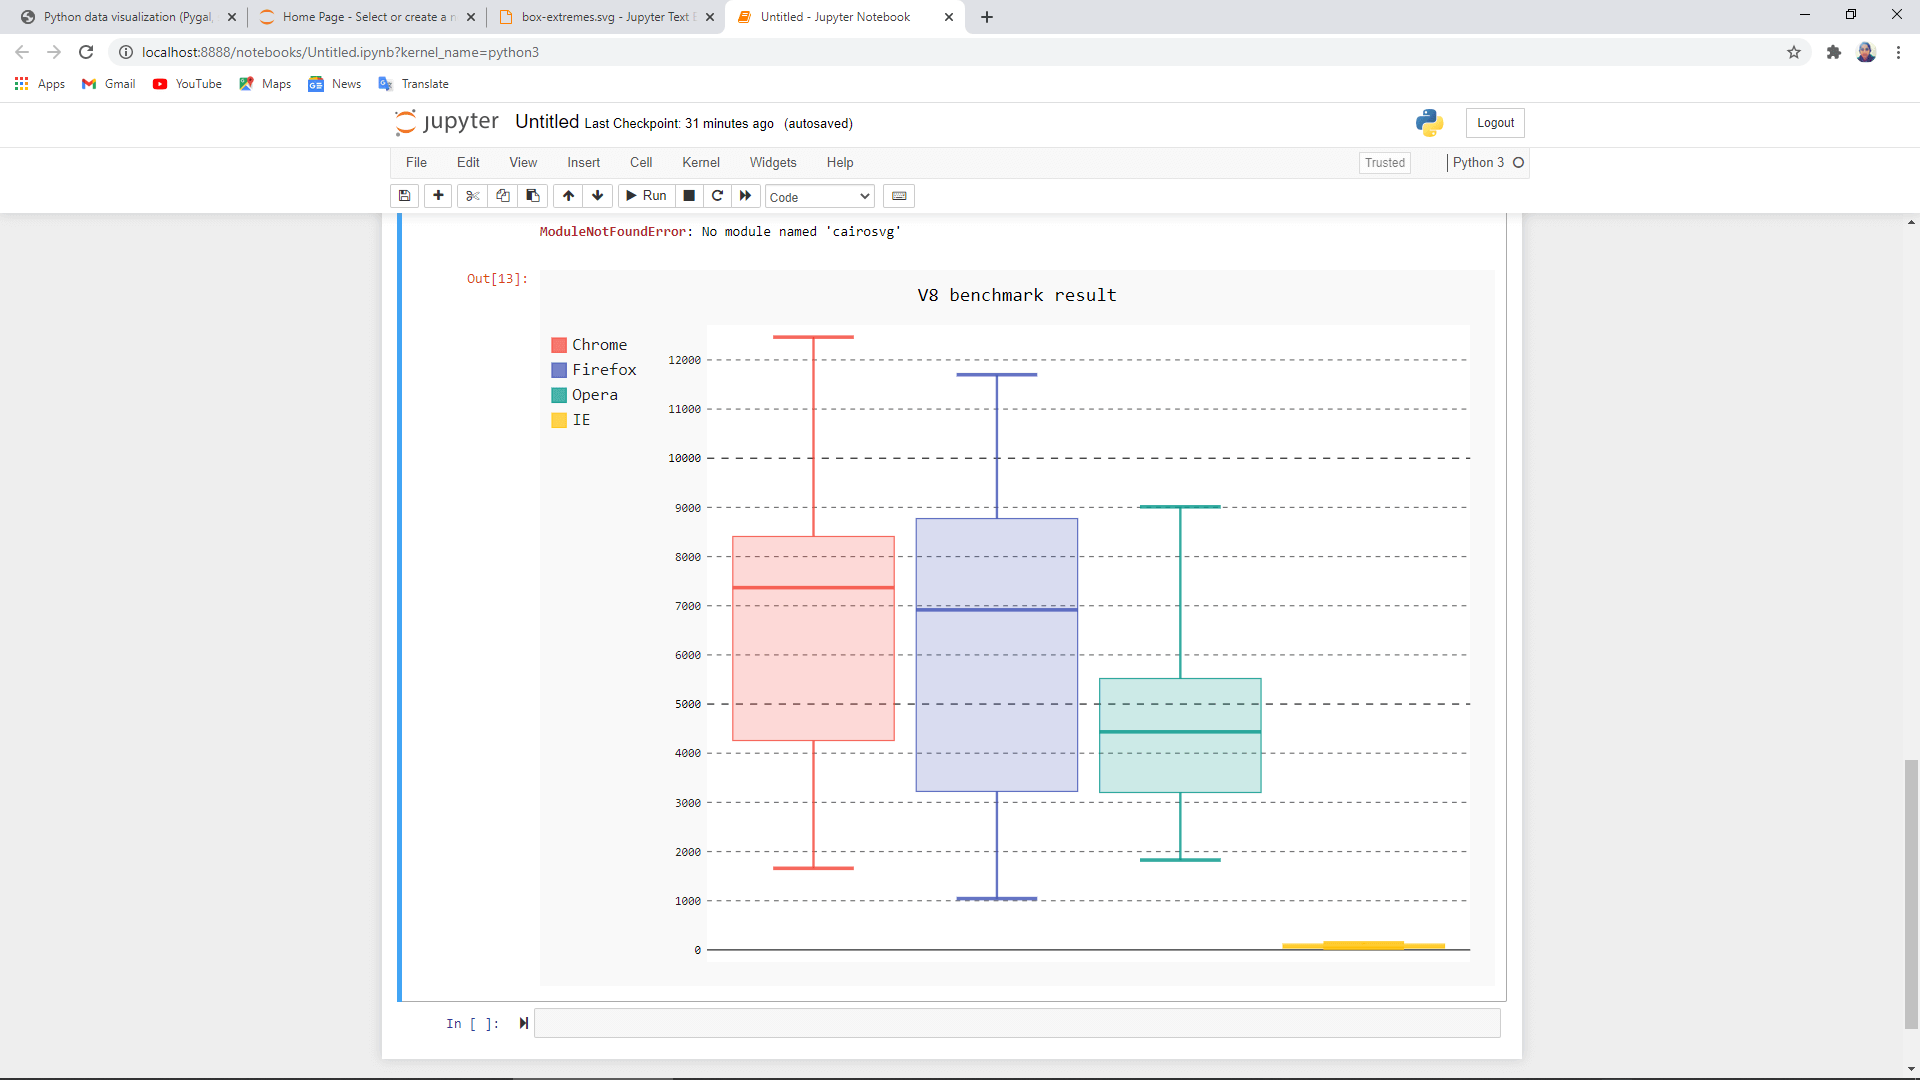 Python data visualization (Pygal,
Home Page - Select or create a n
box-extremes.svg - Jupyter Text E
Untitled - Jupyter Notebook
localhost:8888/notebooks/Untitled.ipynb?kernel_name=python3
Apps Gmail YouTube Maps News Translate
jupyter Untitled Last Checkpoint: 31 minutes ago (autosaved) Logout
File Edit View Insert Cell Kernel Widgets Help Trusted Python 3
Run Code
ModuleNotFoundError: No module named 'cairosvg'
Out[13]:
V8 benchmark result
Chrome
Firefox
Opera
IE
12000
11000
10000
9000
8000
7000
6000
5000
4000
3000
2000
1000
0
In [ ]: